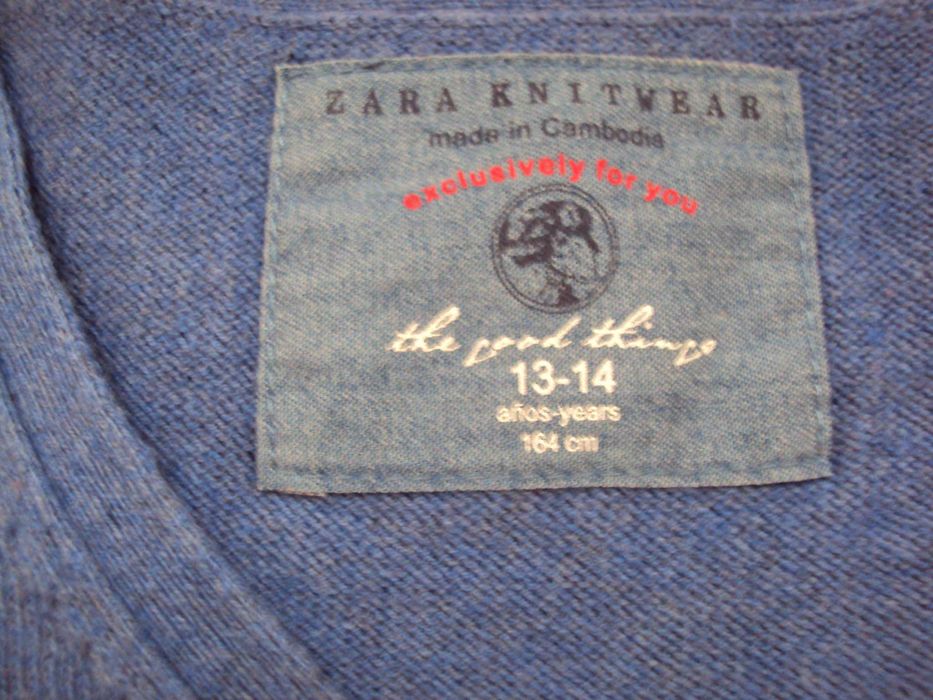 ZARA KNITWEAR
made in Cambodia
exclusively for you
the good things
13-14
años-years
164 cm